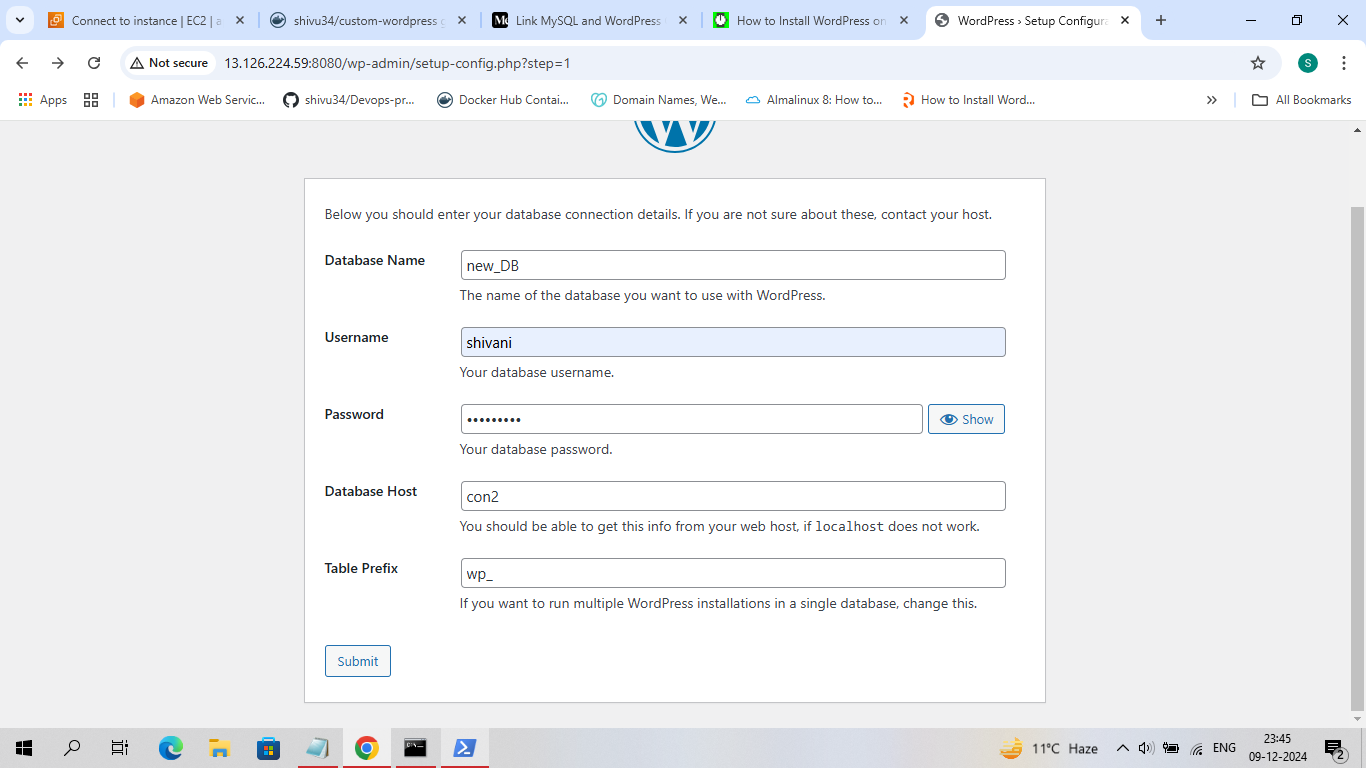 Connect to instance | EC2 | a
shivu34/custom-wordpress g
Link MySQL and WordPress
How to Install WordPress on
WordPress › Setup Configura
Not secure
13.126.224.59:8080/wp-admin/setup-config.php?step=1
S
Apps
Amazon Web Servic...
shivu34/Devops-pr...
Docker Hub Contai...
Domain Names, We...
Almalinux 8: How to...
How to Install Word...
All Bookmarks
Below you should enter your database connection details. If you are not sure about these, contact your host.
Database Name
new_DB
The name of the database you want to use with WordPress.
Username
shivani
Your database username.
Password
•••••••••
Show
Your database password.
Database Host
con2
You should be able to get this info from your web host, if localhost does not work.
Table Prefix
wp_
If you want to run multiple WordPress installations in a single database, change this.
Submit
11°C Haze
ENG
23:45
09-12-2024
2